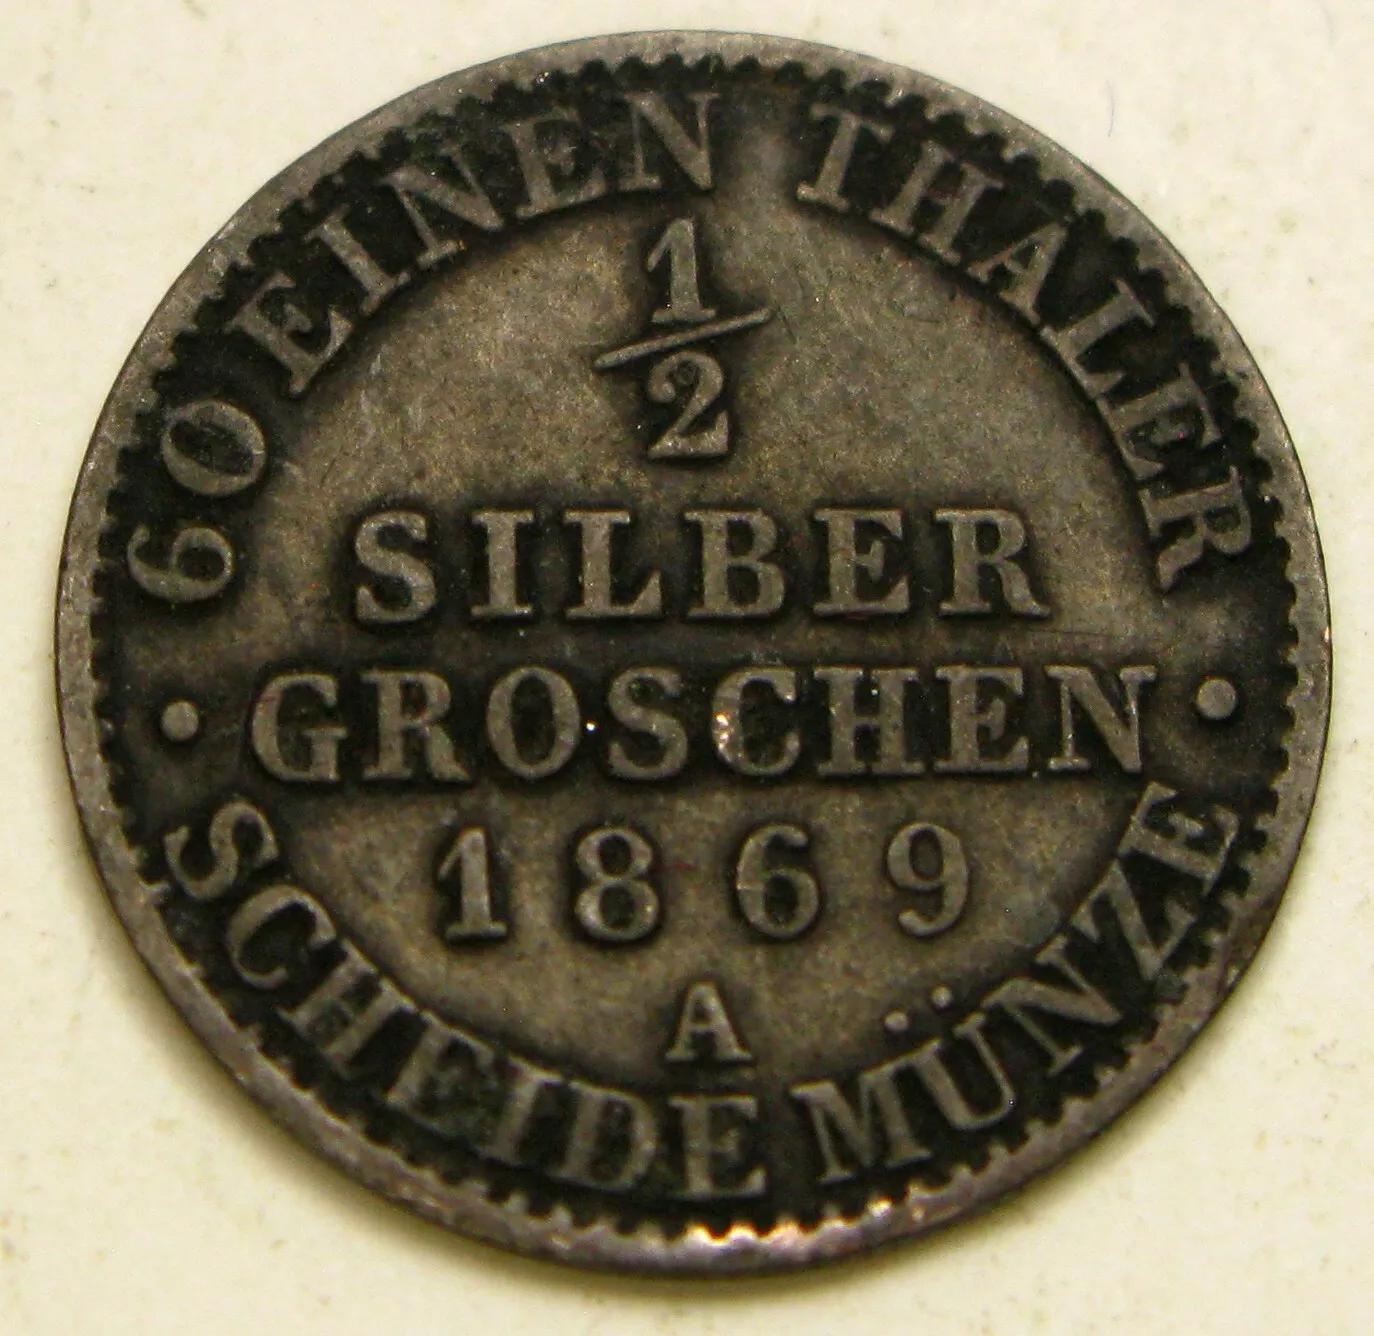 60 EINEN THALER
1/2
SILBER
GROSCHEN
1869
A
SCHEIDE MÜNZE